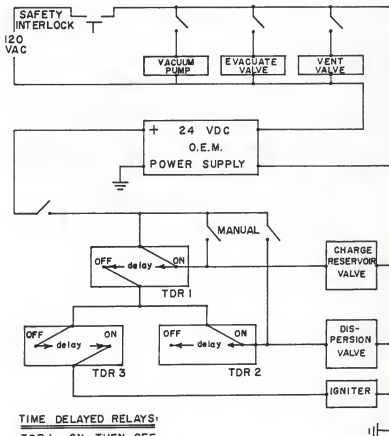 SAFETY
INTERLOCK
120
VAC
VACUUM
PUMP
EVACUATE
VALVE
VENT
VALVE
+ 24 VDC
O.E.M.
POWER SUPPLY
MANUAL
OFF delay ON
TDR 1
CHARGE
RESERVOIR
VALVE
OFF ON
delay
TDR 3
OFF ON
delay
TDR 2
DIS-
PERSION
VALVE
IGNITER
TIME DELAYED RELAYS:
TDR 1 ON THEN OFF